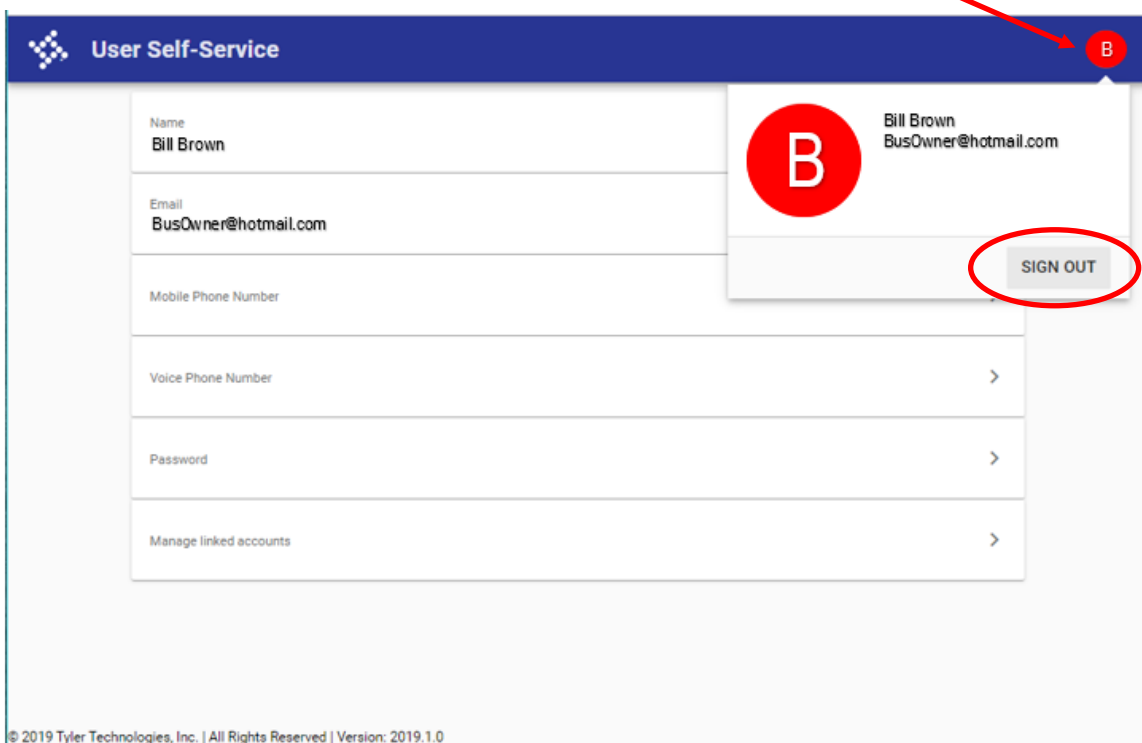 User Self-Service
B
Name
Bill Brown
B
Bill Brown
BusOwner@hotmail.com
Email
BusOwner@hotmail.com
SIGN OUT
Mobile Phone Number
Voice Phone Number
Password
Manage linked accounts
© 2019 Tyler Technologies, Inc. | All Rights Reserved | Version: 2019.1.0